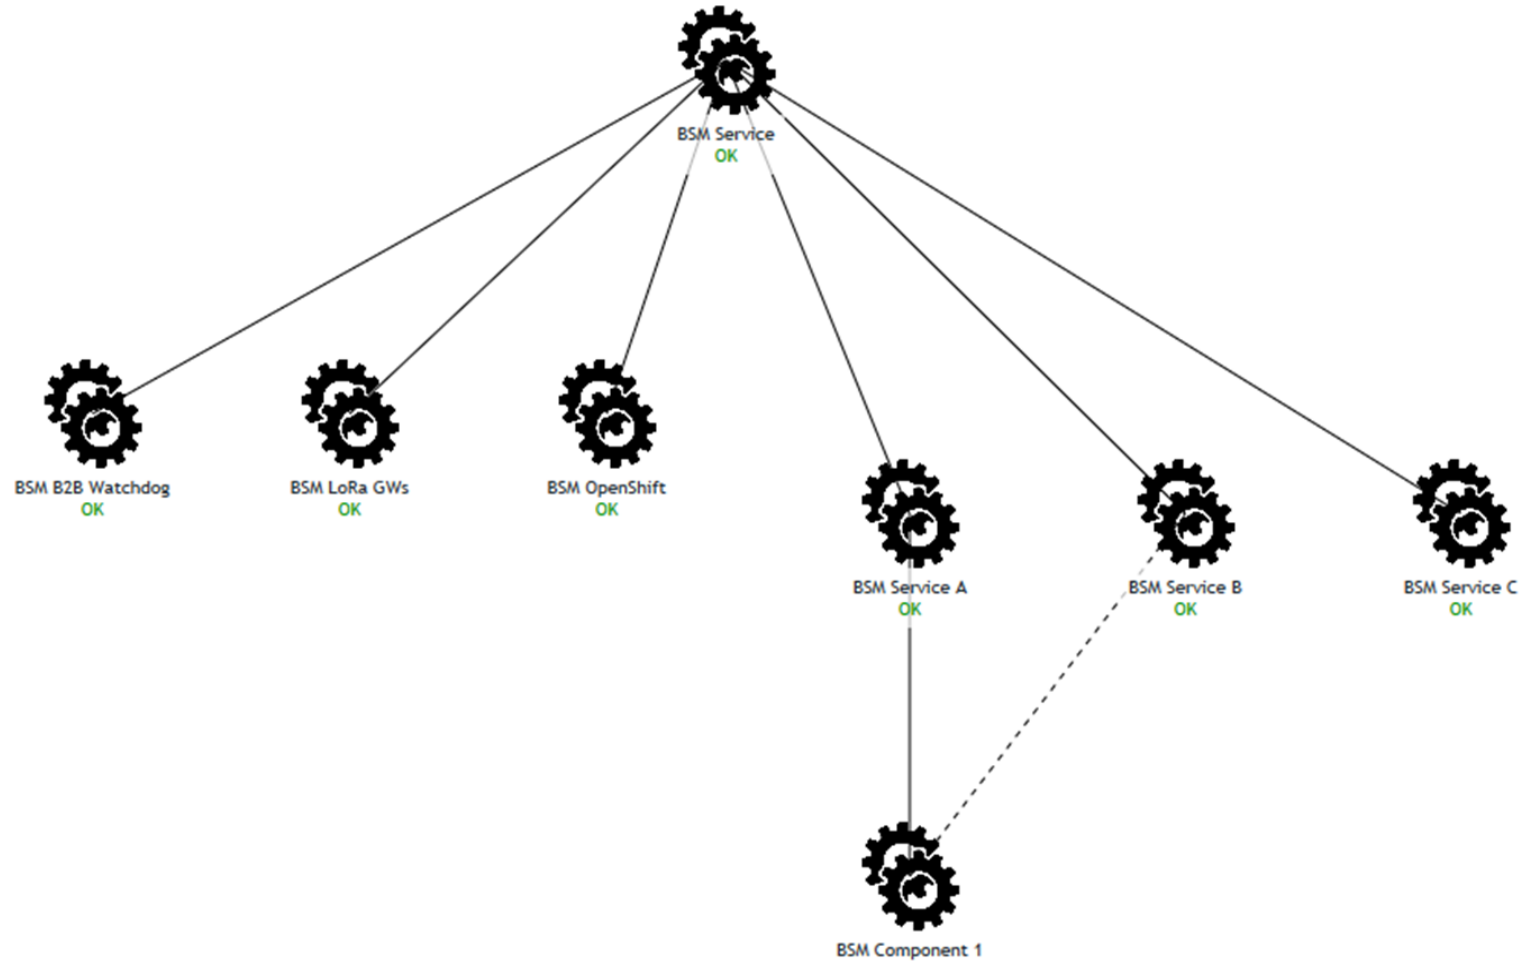 BSM Service
OK
BSM B2B Watchdog
OK
BSM LoRa GWs
OK
BSM OpenShift
OK
BSM Service A
OK
BSM Service B
OK
BSM Service C
OK
BSM Component 1